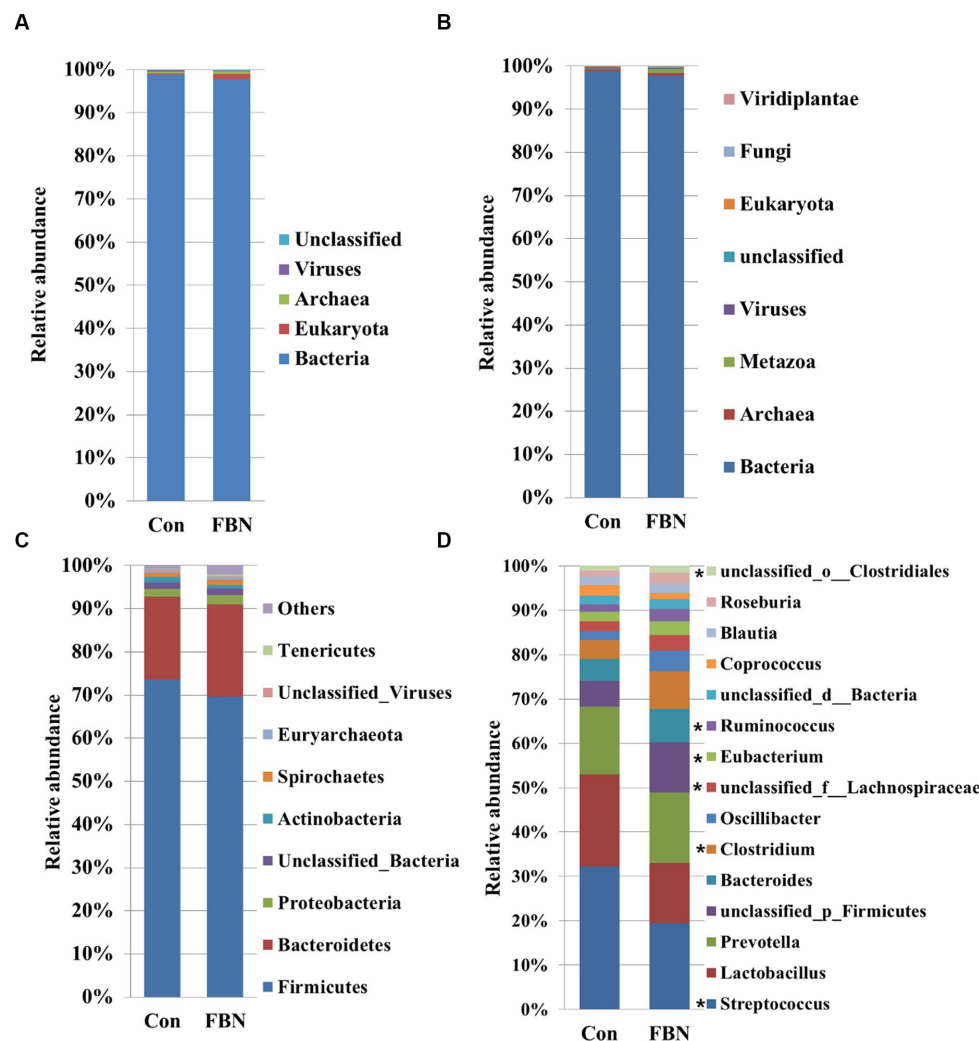 A
100%
90%
80%
70%
60%
50%
40%
30%
20%
10%
0%
Relative abundance
Con FBN
Unclassified
Viruses
Archaea
Eukaryota
Bacteria
B
100%
90%
80%
70%
60%
50%
40%
30%
20%
10%
0%
Relative abundance
Con FBN
Viridiplantae
Fungi
Eukaryota
unclassified
Viruses
Metazoa
Archaea
Bacteria
C
100%
90%
80%
70%
60%
50%
40%
30%
20%
10%
0%
Relative abundance
Con FBN
Others
Tenericutes
Unclassified_Viruses
Euryarchaeota
Spirochaetes
Actinobacteria
Unclassified_Bacteria
Proteobacteria
Bacteroidetes
Firmicutes
D
100%
90%
80%
70%
60%
50%
40%
30%
20%
10%
0%
Relative abundance
Con FBN
* unclassified_o__Clostridiales
Roseburia
Blautia
Coprococcus
unclassified_d__Bacteria
* Ruminococcus
* Eubacterium
* unclassified_f__Lachnospiraceae
Oscillibacter
* Clostridium
Bacteroides
unclassified_p_Firmicutes
Prevotella
Lactobacillus
* Streptococcus